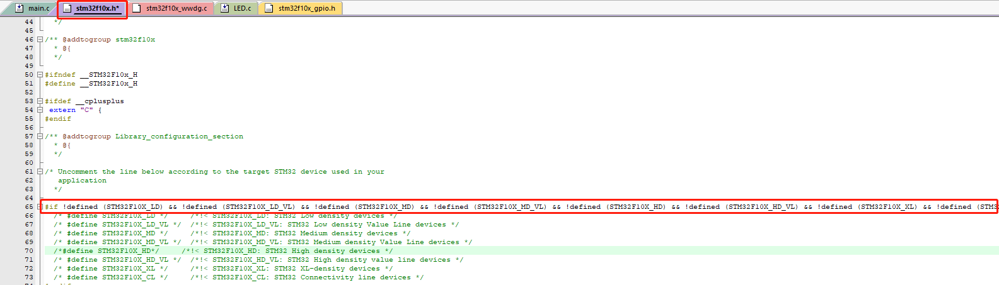 main.c stm32f10x.h* stm32f10x_wwdg.c LED.c stm32f10x_gpio.h
44 */
45
46 /** @addtogroup stm32f10x
47 * @{
48 */
49
50 #ifndef __STM32F10x_H
51 #define __STM32F10x_H
52
53 #ifdef __cplusplus
54 extern "C" {
55 #endif
56
57 /** @addtogroup Library_configuration_section
58 * @{
59 */
60
61 /* Uncomment the line below according to the target STM32 device used in your
62 application
63 */
64
65 #if !defined (STM32F10X_LD) && !defined (STM32F10X_LD_VL) && !defined (STM32F10X_MD) && !defined (STM32F10X_MD_VL) && !defined (STM32F10X_HD) && !defined (STM32F10X_HD_VL) && !defined (STM32F10X_XL) && !defined (STM3
66 /* #define STM32F10X_LD */ /*!< STM32F10X_LD: STM32 Low density devices */
67 /* #define STM32F10X_LD_VL */ /*!< STM32F10X_LD_VL: STM32 Low density Value Line devices */
68 /* #define STM32F10X_MD */ /*!< STM32F10X_MD: STM32 Medium density devices */
69 /* #define STM32F10X_MD_VL */ /*!< STM32F10X_MD_VL: STM32 Medium density Value Line devices */
70 /*#define STM32F10X_HD*/ /*!< STM32F10X_HD: STM32 High density devices */
71 /* #define STM32F10X_HD_VL */ /*!< STM32F10X_HD_VL: STM32 High density value line devices */
72 /* #define STM32F10X_XL */ /*!< STM32F10X_XL: STM32 XL-density devices */
73 /* #define STM32F10X_CL */ /*!< STM32F10X_CL: STM32 Connectivity line devices */